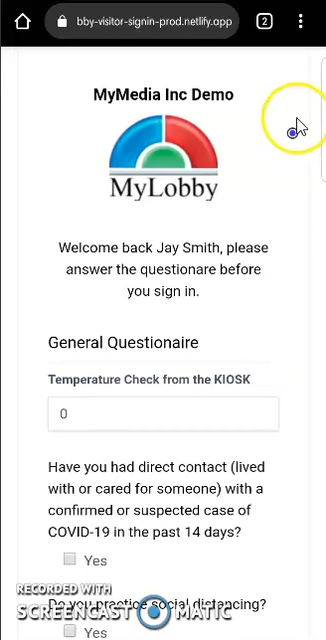 bby-visitor-signin-prod.netlify.app
2
MyMedia Inc Demo
MyLobby
Welcome back Jay Smith, please
answer the questionare before
you sign in.
General Questionaire
Temperature Check from the KIOSK
0
Have you had direct contact (lived
with or cared for someone) with a
confirmed or suspected case of
COVID-19 in the past 14 days?
Yes
RECORDED WITH
Do you practice social distancing?
SCREENCAST MATIC
Yes